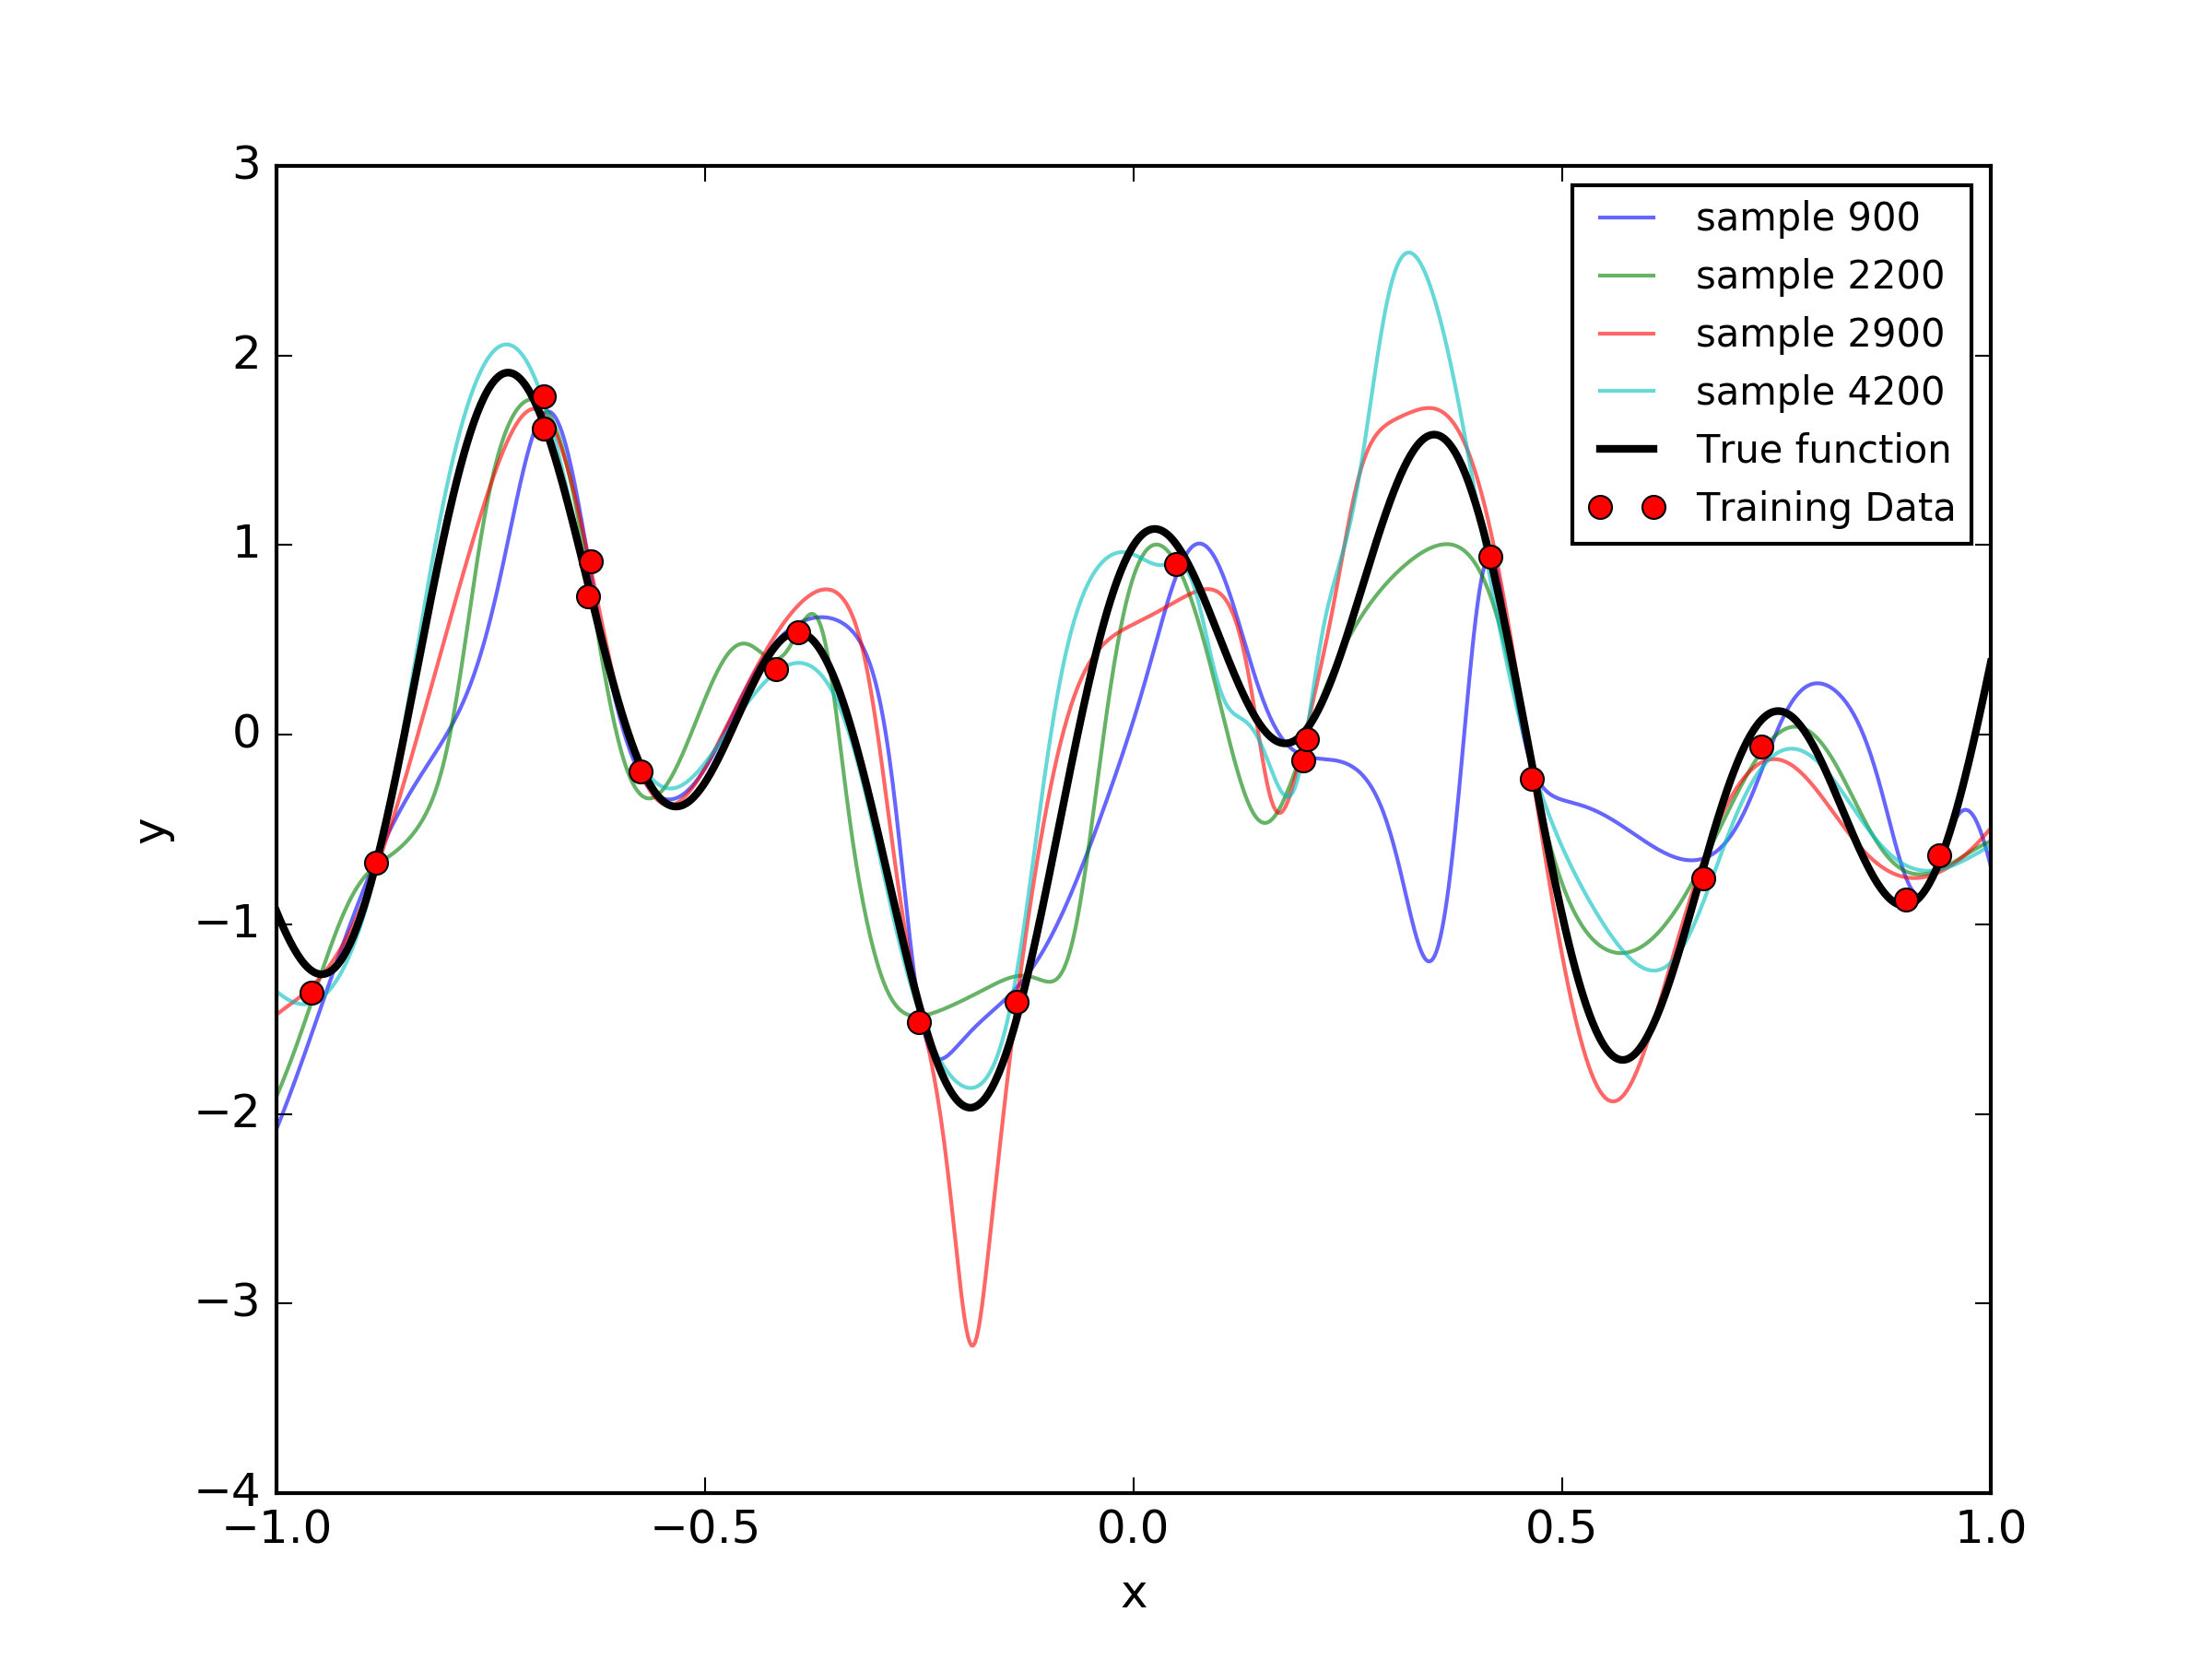 3
2
1
0
−1
−2
−3
−4
y
−1.0 −0.5 0.0 0.5 1.0
x
sample 900
sample 2200
sample 2900
sample 4200
True function
Training Data